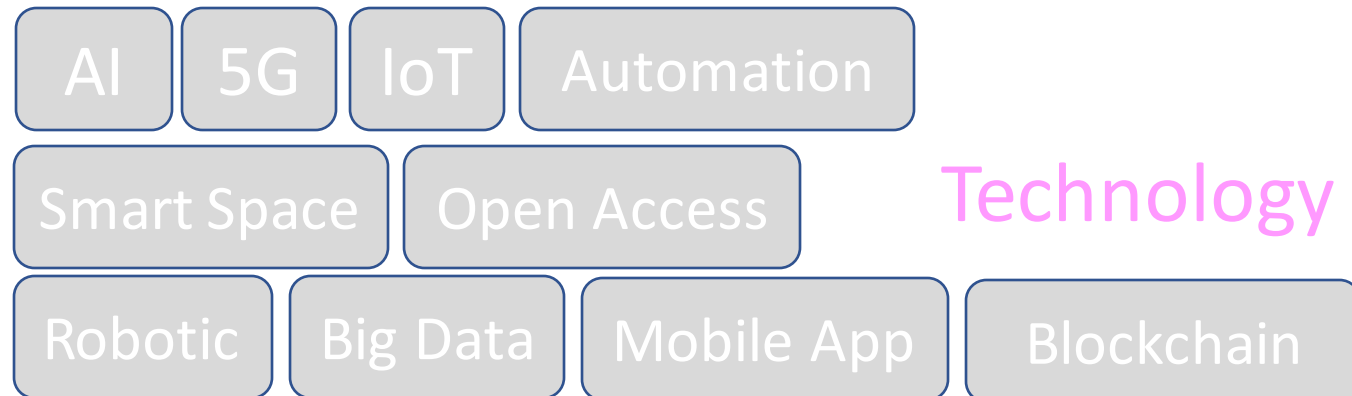 AI 5G IoT Automation
Smart Space Open Access Technology
Robotic Big Data Mobile App Blockchain